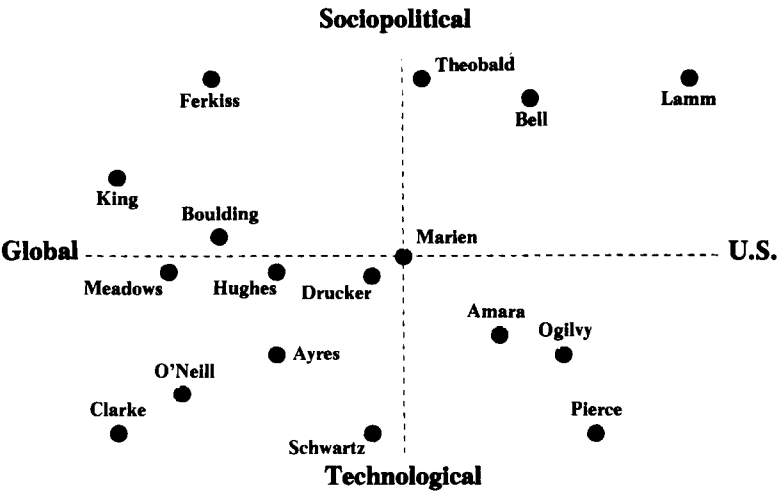 Sociopolitical
Theobald
Ferkiss
Lamm
Bell
King
Boulding
Marien
Global
U.S.
Meadows
Hughes
Drucker
Amara
Ogilvy
Ayres
O'Neill
Clarke
Pierce
Schwartz
Technological